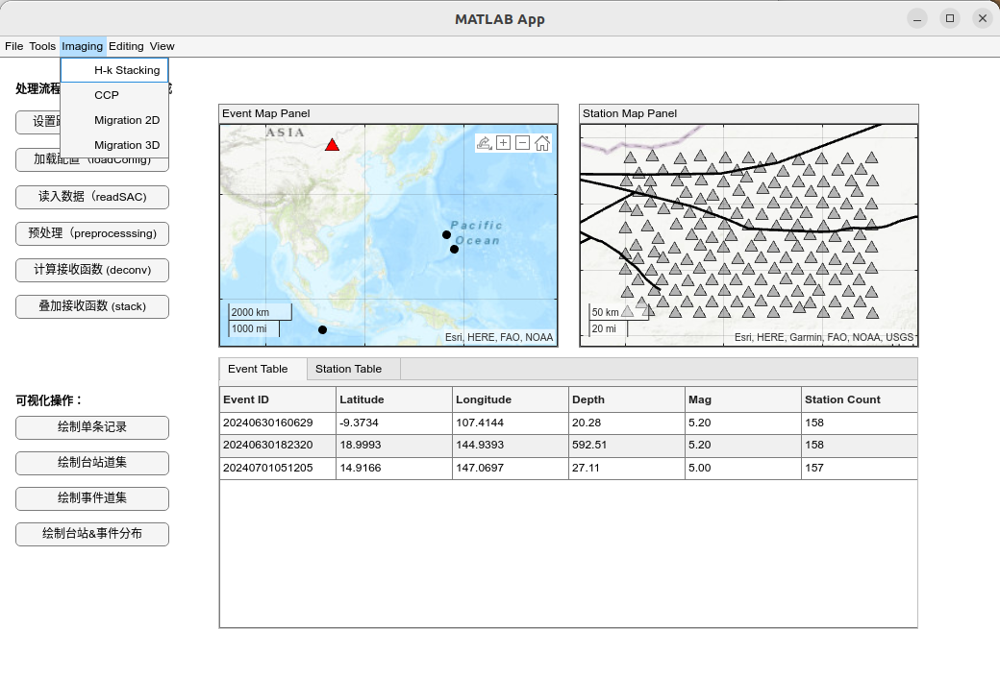 MATLAB App
File Tools Imaging Editing View
H-k Stacking
CCP
Migration 2D
Migration 3D
处理流程
加载配置（loadConfig)
读入数据（readSAC)
预处理（preprocesssing)
计算接收函数 (deconv)
叠加接收函数 (stack)
可视化操作：
绘制单条记录
绘制台站道集
绘制事件道集
绘制台站&事件分布
Event Map Panel
ASIA
Pacific
Ocean
2000 km
1000 mi
Esri, HERE, FAO, NOAA
Station Map Panel
50 km
20 mi
Esri, HERE, Garmin, FAO, NOAA, USGS
Event Table Station Table
Event ID Latitude Longitude Depth Mag Station Count
20240630160629 -9.3734 107.4144 20.28 5.20 158
20240630182320 18.9993 144.9393 592.51 5.20 158
20240701051205 14.9166 147.0697 27.11 5.00 157